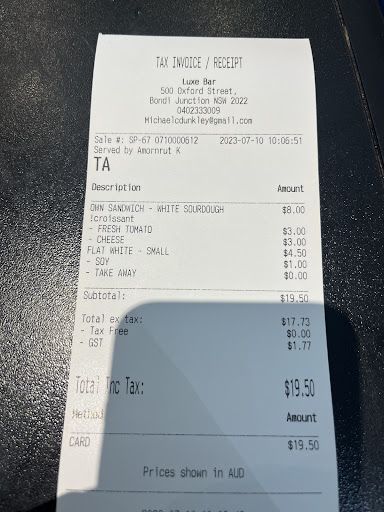 TAX INVOICE / RECEIPT
Luxe Bar
500 Oxford Street,
Bondi Junction NSW 2022
0402333009
Michaelcdunkley@gmail.com
Sale #: SP-67 0710000612 2023-07-10 10:06:51
Served by Amornrut K
TA
Description Amount
OWN SANDWICH - WHITE SOURDOUGH $8.00
!croissant
- FRESH TOMATO $3.00
- CHEESE $3.00
FLAT WHITE - SMALL $4.50
- SOY $1.00
- TAKE AWAY $0.00
Subtotal: $19.50
Total ex tax: $17.73
- Tax Free $0.00
- GST $1.77
Total Inc Tax: $19.50
Method Amount
CARD $19.50
Prices shown in AUD